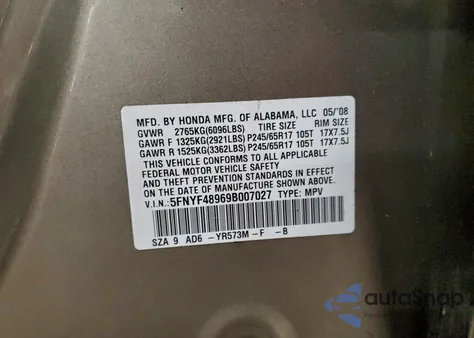 MFD. BY HONDA MFG. OF ALABAMA, LLC 05/'08
GVWR 2765KG(6096LBS) TIRE SIZE RIM SIZE
GAWR F 1325KG(2921LBS) P245/65R17 105T 17X7.5J
GAWR R 1525KG(3362LBS) P245/65R17 105T 17X7.5J
THIS VEHICLE CONFORMS TO ALL APPLICABLE
FEDERAL MOTOR VEHICLE SAFETY
STANDARDS IN EFFECT ON THE
DATE OF MANUFACTURE SHOWN ABOVE.
V.I.N.:5FNYF48969B007027 TYPE: MPV
SZA 9 AD6 -YR573M-F -B
autoSnap